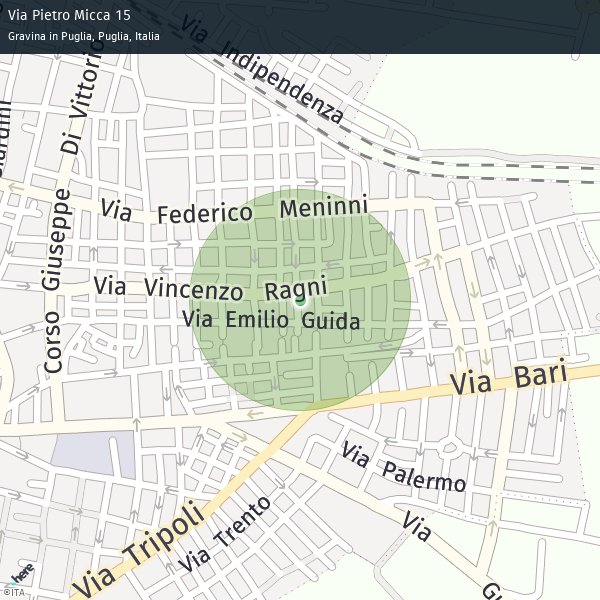 Via Pietro Micca 15
Gravina in Puglia, Puglia, Italia
Via Indipendenza
Corso Giuseppe Di Vittorio
Via Federico Meninni
Via Vincenzo Ragni
Via Emilio Guida
Via Bari
Via Palermo
Via Tripoli
Via Trento
Via
here
©ITA